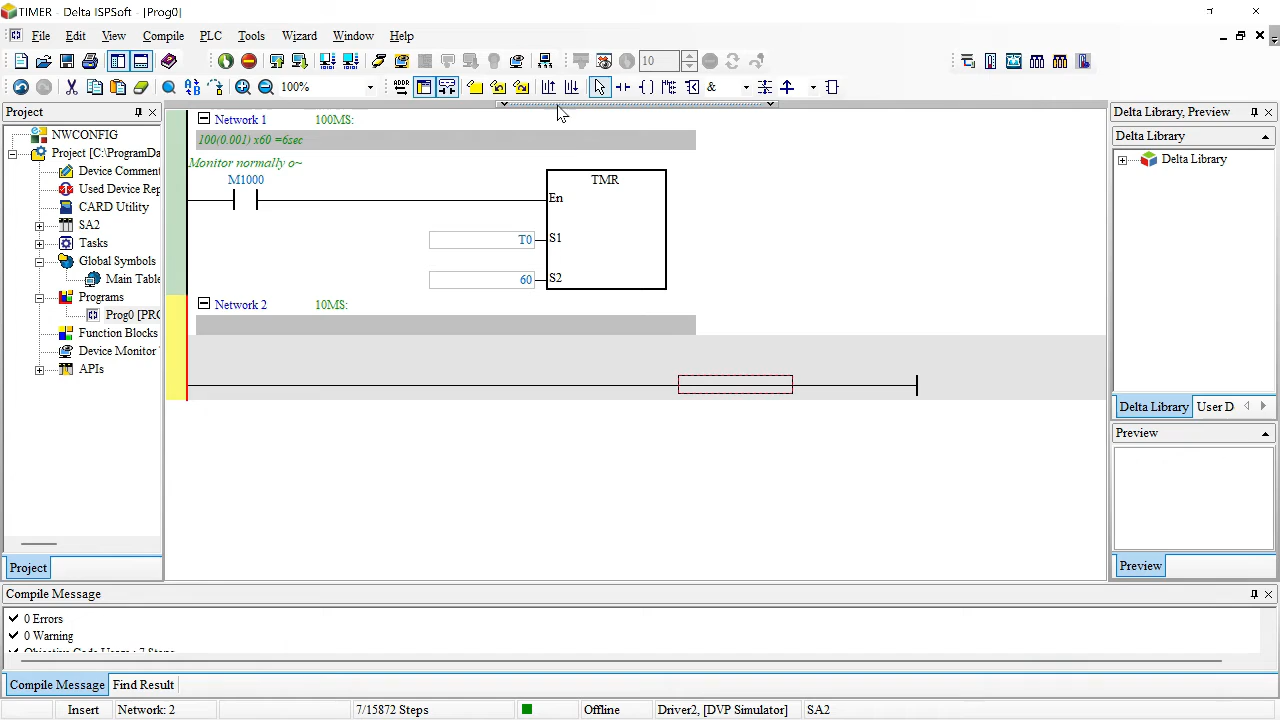 TIMER - Delta ISPSoft - [Prog0]
File Edit View Compile PLC Tools Wizard Window Help
10
100%
&
Project
NWCONFIG
Project [C:\ProgramDa
Device Comment
Used Device Rep
CARD Utility
SA2
Tasks
Global Symbols
Main Table
Programs
Prog0 [PRO
Function Blocks
Device Monitor
APIs
Project
Network 1 100MS:
100(0.001) x60 =6sec
Monitor normally o~
M1000
TMR
En
T0 S1
60 S2
Network 2 10MS:
Delta Library, Preview
Delta Library
Delta Library
Delta Library User D
Preview
Preview
Compile Message
0 Errors
0 Warning
Compile Message Find Result
Insert Network: 2 7/15872 Steps Offline Driver2, [DVP Simulator] SA2